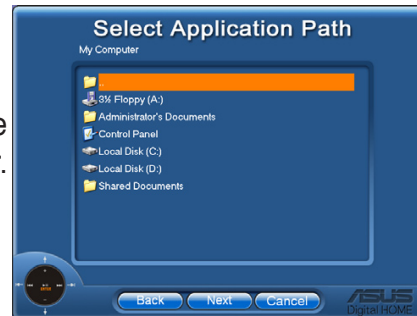 Select Application Path
My Computer
..
3½ Floppy (A:)
Administrator's Documents
Control Panel
Local Disk (C:)
Local Disk (D:)
Shared Documents
e
:
ENTER
Back Next Cancel
ASUS
Digital HOME